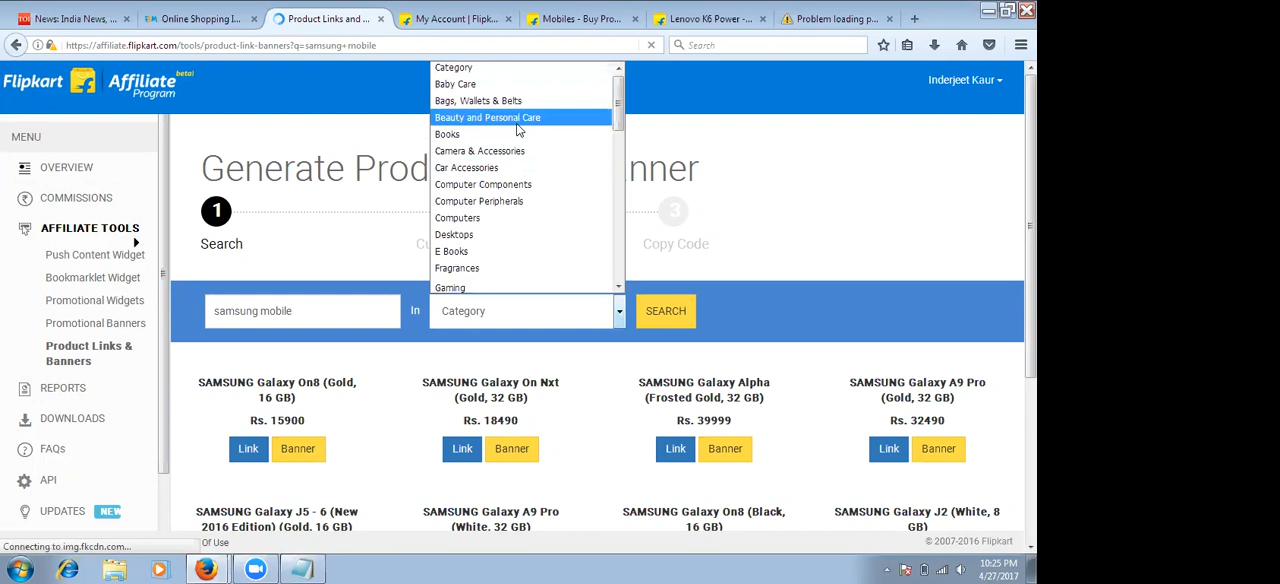 News: India News, ...
Online Shopping I...
Product Links and ...
My Account | Flipk...
Mobiles - Buy Pro...
Lenovo K6 Power -...
Problem loading p...
https://affiliate.flipkart.com/tools/product-link-banners?q=samsung+mobile
Search
Flipkart Affiliate Program beta!
Inderjeet Kaur
MENU
OVERVIEW
COMMISSIONS
AFFILIATE TOOLS
Push Content Widget
Bookmarklet Widget
Promotional Widgets
Promotional Banners
Product Links & Banners
REPORTS
DOWNLOADS
FAQs
API
UPDATES NEW
Generate Prod anner
1
3
Search
Cu
Copy Code
Category
Baby Care
Bags, Wallets & Belts
Beauty and Personal Care
Books
Camera & Accessories
Car Accessories
Computer Components
Computer Peripherals
Computers
Desktops
E Books
Fragrances
Gaming
samsung mobile
In
Category
SEARCH
SAMSUNG Galaxy On8 (Gold, 16 GB)
Rs. 15900
Link Banner
SAMSUNG Galaxy On Nxt (Gold, 32 GB)
Rs. 18490
Link Banner
SAMSUNG Galaxy Alpha (Frosted Gold, 32 GB)
Rs. 39999
Link Banner
SAMSUNG Galaxy A9 Pro (Gold, 32 GB)
Rs. 32490
Link Banner
SAMSUNG Galaxy J5 - 6 (New 2016 Edition) (Gold, 16 GB)
SAMSUNG Galaxy A9 Pro (White, 32 GB)
SAMSUNG Galaxy On8 (Black, 16 GB)
SAMSUNG Galaxy J2 (White, 8 GB)
Connecting to img.fkcdn.com...
Of Use
© 2007-2016 Flipkart
10:25 PM
4/27/2017